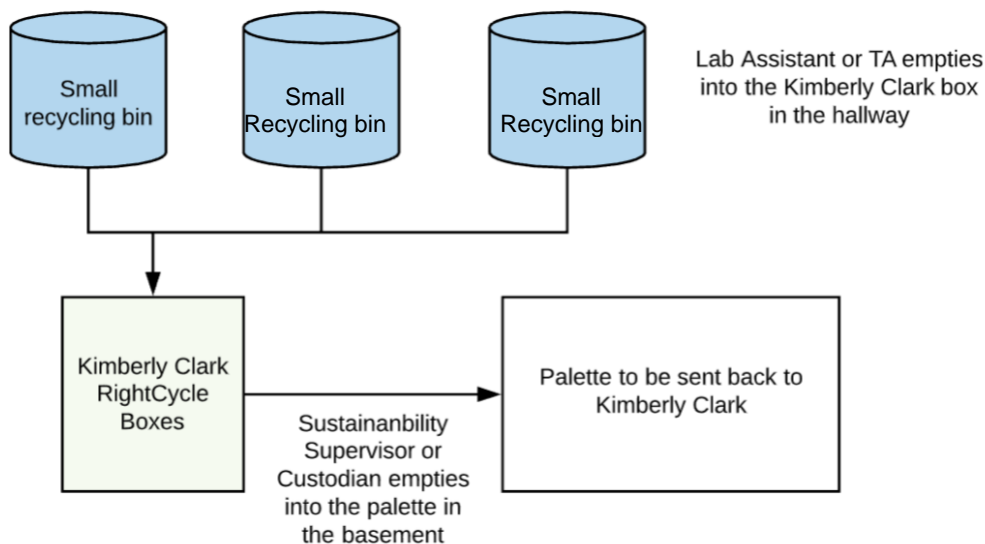 Small
recycling bin
Small
Recycling bin
Small
Recycling bin
Lab Assistant or TA empties
into the Kimberly Clark box
in the hallway
Kimberly Clark
RightCycle
Boxes
Sustainanbility
Supervisor or
Custodian empties
into the palette in
the basement
Palette to be sent back to
Kimberly Clark